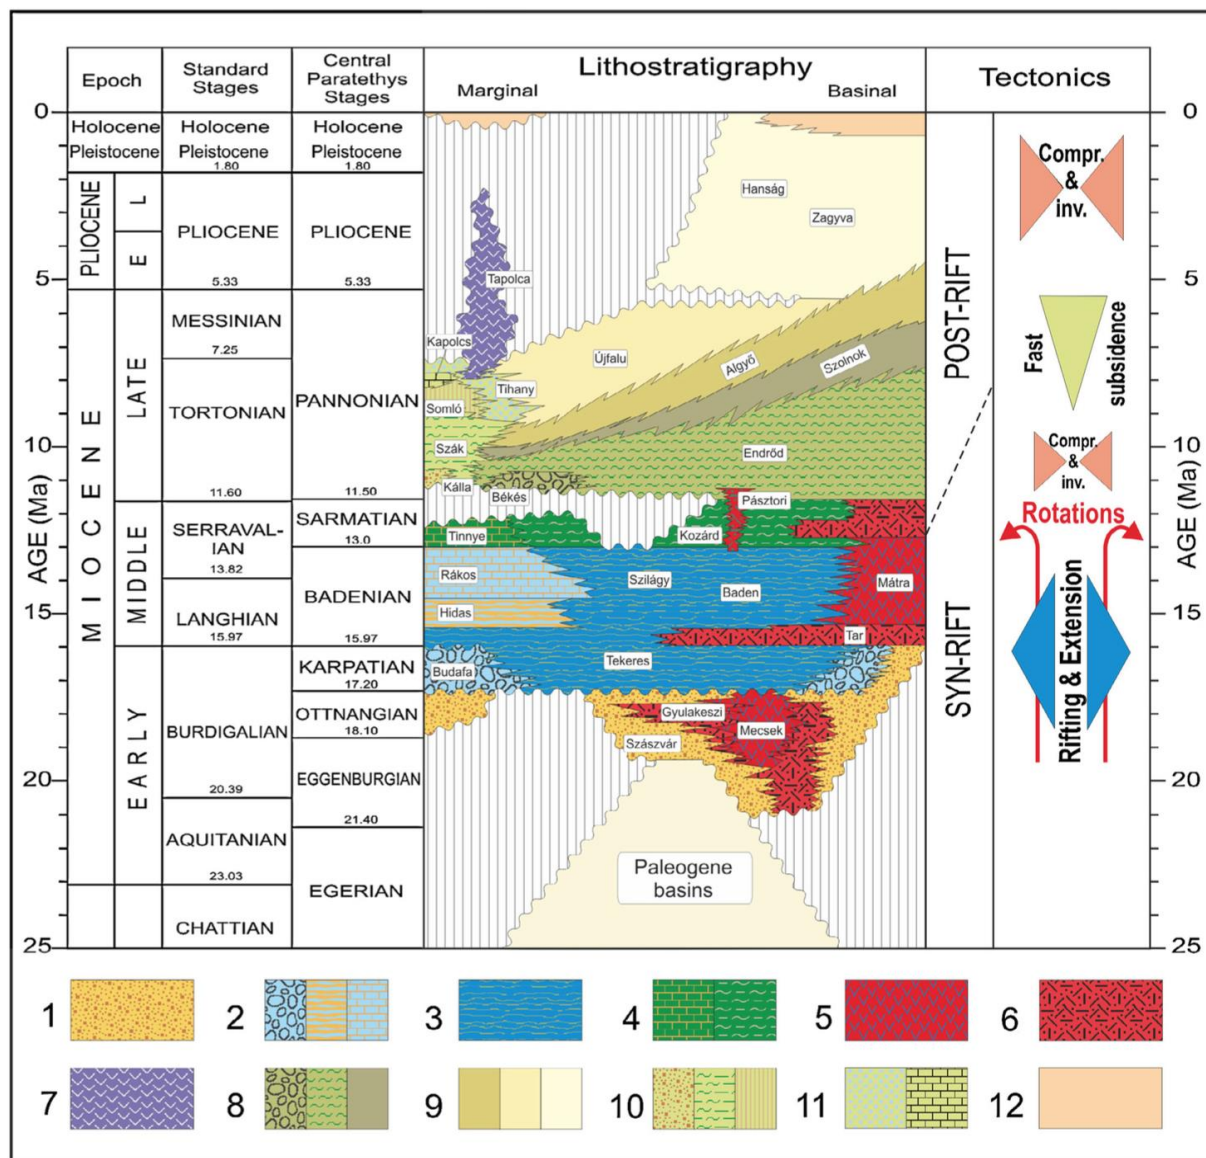 Epoch
Standard
Stages
Central
Paratethys
Stages
Lithostratigraphy
Marginal
Basinal
Tectonics
AGE (Ma)
0
5
10
15
20
25
Holocene
Pleistocene
PLIOCENE
L
E
MIOCENE
LATE
MIDDLE
EARLY
Holocene
Pleistocene
1.80
PLIOCENE
5.33
MESSINIAN
7.25
TORTONIAN
11.60
SERRAVAL-
IAN
13.82
LANGHIAN
15.97
BURDIGALIAN
20.39
AQUITANIAN
23.03
CHATTIAN
Holocene
Pleistocene
1.80
PLIOCENE
5.33
PANNONIAN
11.50
SARMATIAN
13.0
BADENIAN
15.97
KARPATIAN
17.20
OTTNANGIAN
18.10
EGGENBURGIAN
21.40
EGERIAN
Hanság
Zagyva
Tapolca
Kapolcs
Újfalu
Algyő
Szolnok
Tihany
Somló
Szák
Endrőd
Kálla
Békés
Pásztori
Tinnye
Kozárd
Rákos
Szilágy
Baden
Mátra
Hidas
Tar
Tekeres
Budafa
Gyulakeszi
Mecsek
Szászvár
Paleogene
basins
POST-RIFT
SYN-RIFT
Compr.
&
inv.
Fast
subsidence
Compr.
&
inv.
Rotations
Rifting & Extension
0
5
10
15
20
25
AGE (Ma)
1
2
3
4
5
6
7
8
9
10
11
12